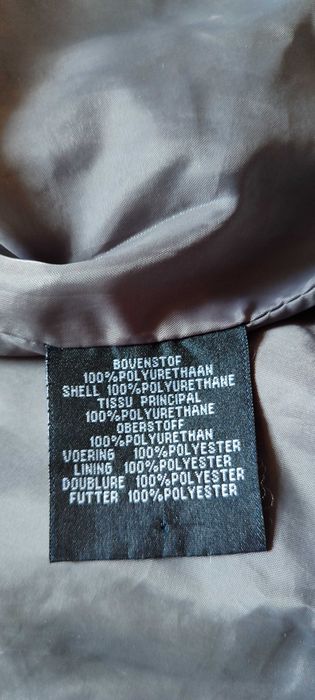 BOVENSTOF
100%POLYURETHAAN
SHELL 100%POLYURETHANE
TISSU PRINCIPAL
100%POLYURETHANE
OBERSTOFF
100%POLYURETHAN
VOERING 100%POLYESTER
LINING 100%POLYESTER
DOUBLURE 100%POLYESTER
FUTTER 100%POLYESTER